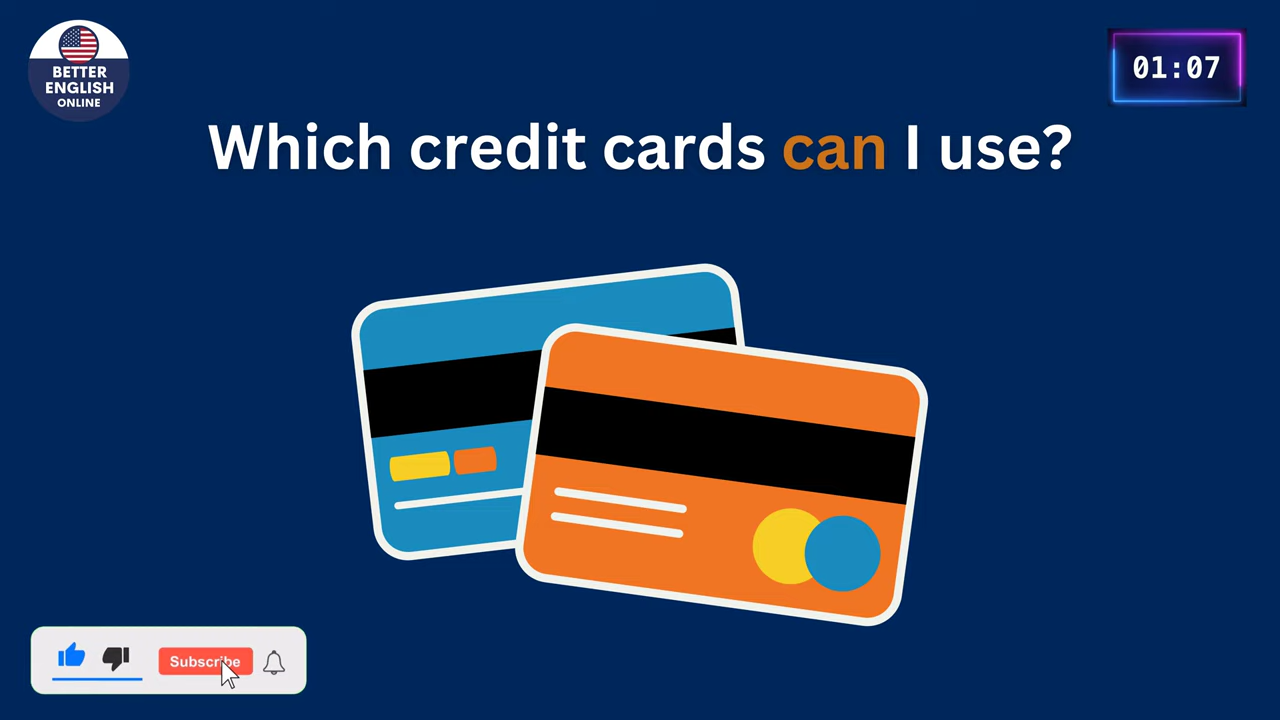 BETTER
ENGLISH
ONLINE
01:07
Which credit cards can I use?
Subscribe